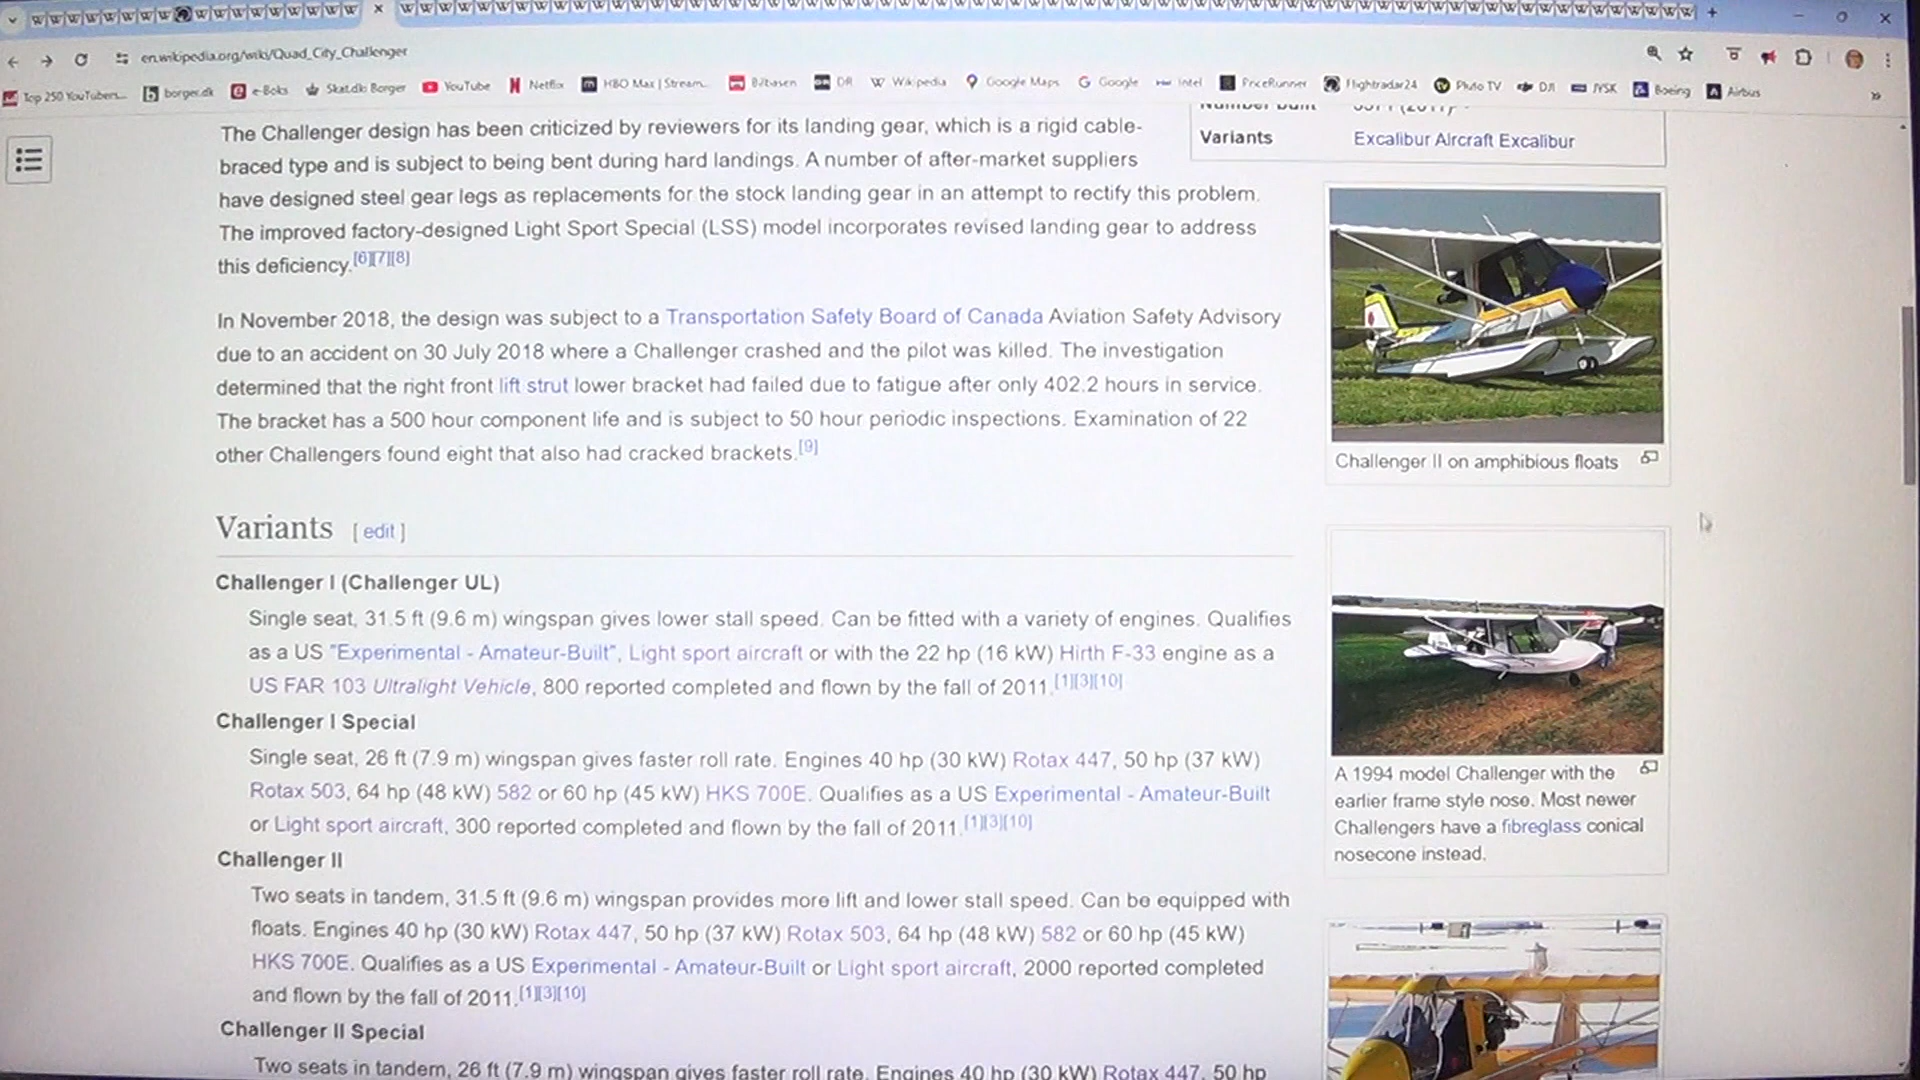 en.wikipedia.org/wiki/Quad_City_Challenger
Top 250 YouTubers...
borger.dk
e-Boks
Skat.dk: Borger
YouTube
Netflix
HBO Max | Stream...
Bilbasen
DR
Wikipedia
Google Maps
Google
Intel
PriceRunner
Flightradar24
Pluto TV
DJI
JYSK
Boeing
Airbus
The Challenger design has been criticized by reviewers for its landing gear, which is a rigid cable-
braced type and is subject to being bent during hard landings. A number of after-market suppliers
have designed steel gear legs as replacements for the stock landing gear in an attempt to rectify this problem.
The improved factory-designed Light Sport Special (LSS) model incorporates revised landing gear to address
this deficiency.[6][7][8]
In November 2018, the design was subject to a Transportation Safety Board of Canada Aviation Safety Advisory
due to an accident on 30 July 2018 where a Challenger crashed and the pilot was killed. The investigation
determined that the right front lift strut lower bracket had failed due to fatigue after only 402.2 hours in service.
The bracket has a 500 hour component life and is subject to 50 hour periodic inspections. Examination of 22
other Challengers found eight that also had cracked brackets.[9]
Variants [ edit ]
Challenger I (Challenger UL)
Single seat, 31.5 ft (9.6 m) wingspan gives lower stall speed. Can be fitted with a variety of engines. Qualifies
as a US "Experimental - Amateur-Built", Light sport aircraft or with the 22 hp (16 kW) Hirth F-33 engine as a
US FAR 103 Ultralight Vehicle, 800 reported completed and flown by the fall of 2011.[1][3][10]
Challenger I Special
Single seat, 26 ft (7.9 m) wingspan gives faster roll rate. Engines 40 hp (30 kW) Rotax 447, 50 hp (37 kW)
Rotax 503, 64 hp (48 kW) 582 or 60 hp (45 kW) HKS 700E. Qualifies as a US Experimental - Amateur-Built
or Light sport aircraft, 300 reported completed and flown by the fall of 2011.[1][3][10]
Challenger II
Two seats in tandem, 31.5 ft (9.6 m) wingspan provides more lift and lower stall speed. Can be equipped with
floats. Engines 40 hp (30 kW) Rotax 447, 50 hp (37 kW) Rotax 503, 64 hp (48 kW) 582 or 60 hp (45 kW)
HKS 700E. Qualifies as a US Experimental - Amateur-Built or Light sport aircraft, 2000 reported completed
and flown by the fall of 2011.[1][3][10]
Challenger II Special
Two seats in tandem, 26 ft (7.9 m) wingspan gives faster roll rate. Engines 40 hp (30 kW) Rotax 447, 50 hp
Variants Excalibur Aircraft Excalibur
Challenger II on amphibious floats
A 1994 model Challenger with the
earlier frame style nose. Most newer
Challengers have a fibreglass conical
nosecone instead.